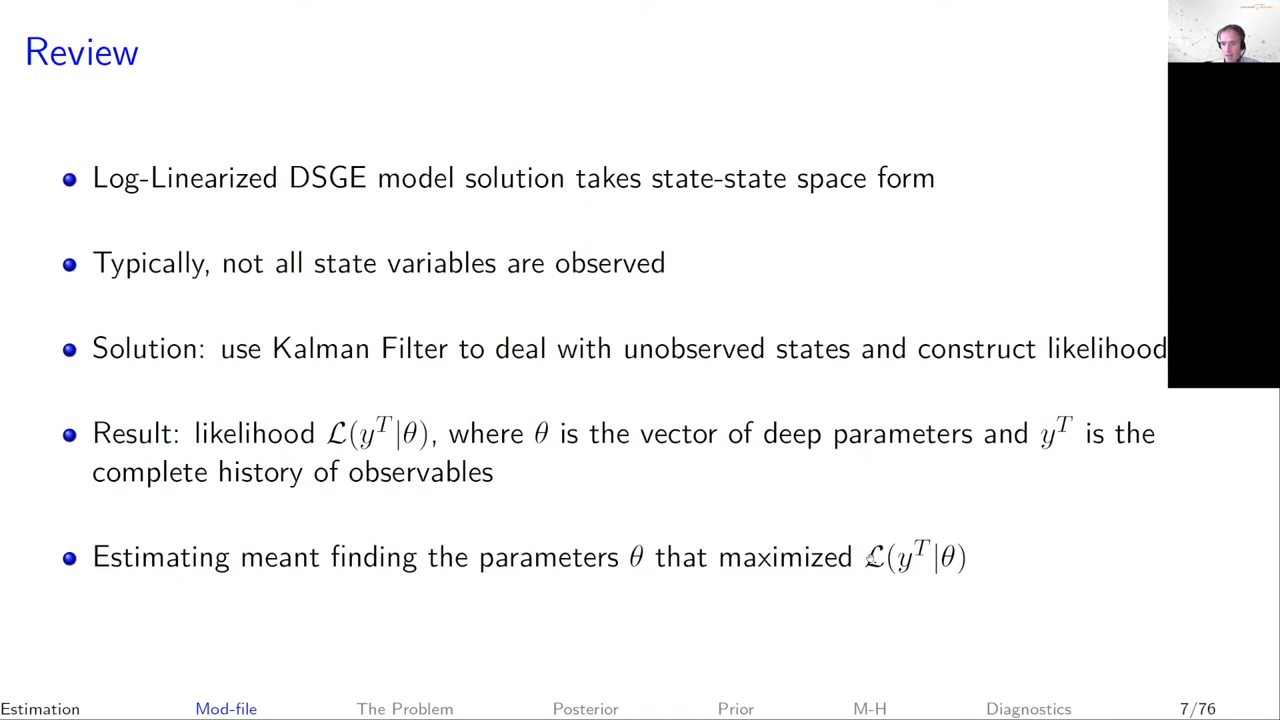 Review
Log-Linearized DSGE model solution takes state-state space form
Typically, not all state variables are observed
Solution: use Kalman Filter to deal with unobserved states and construct likelihood
Result: likelihood ℒ(y^T|θ), where θ is the vector of deep parameters and y^T is the
complete history of observables
Estimating meant finding the parameters θ that maximized ℒ(y^T|θ)
Estimation Mod-file The Problem Posterior Prior M-H Diagnostics 7/76